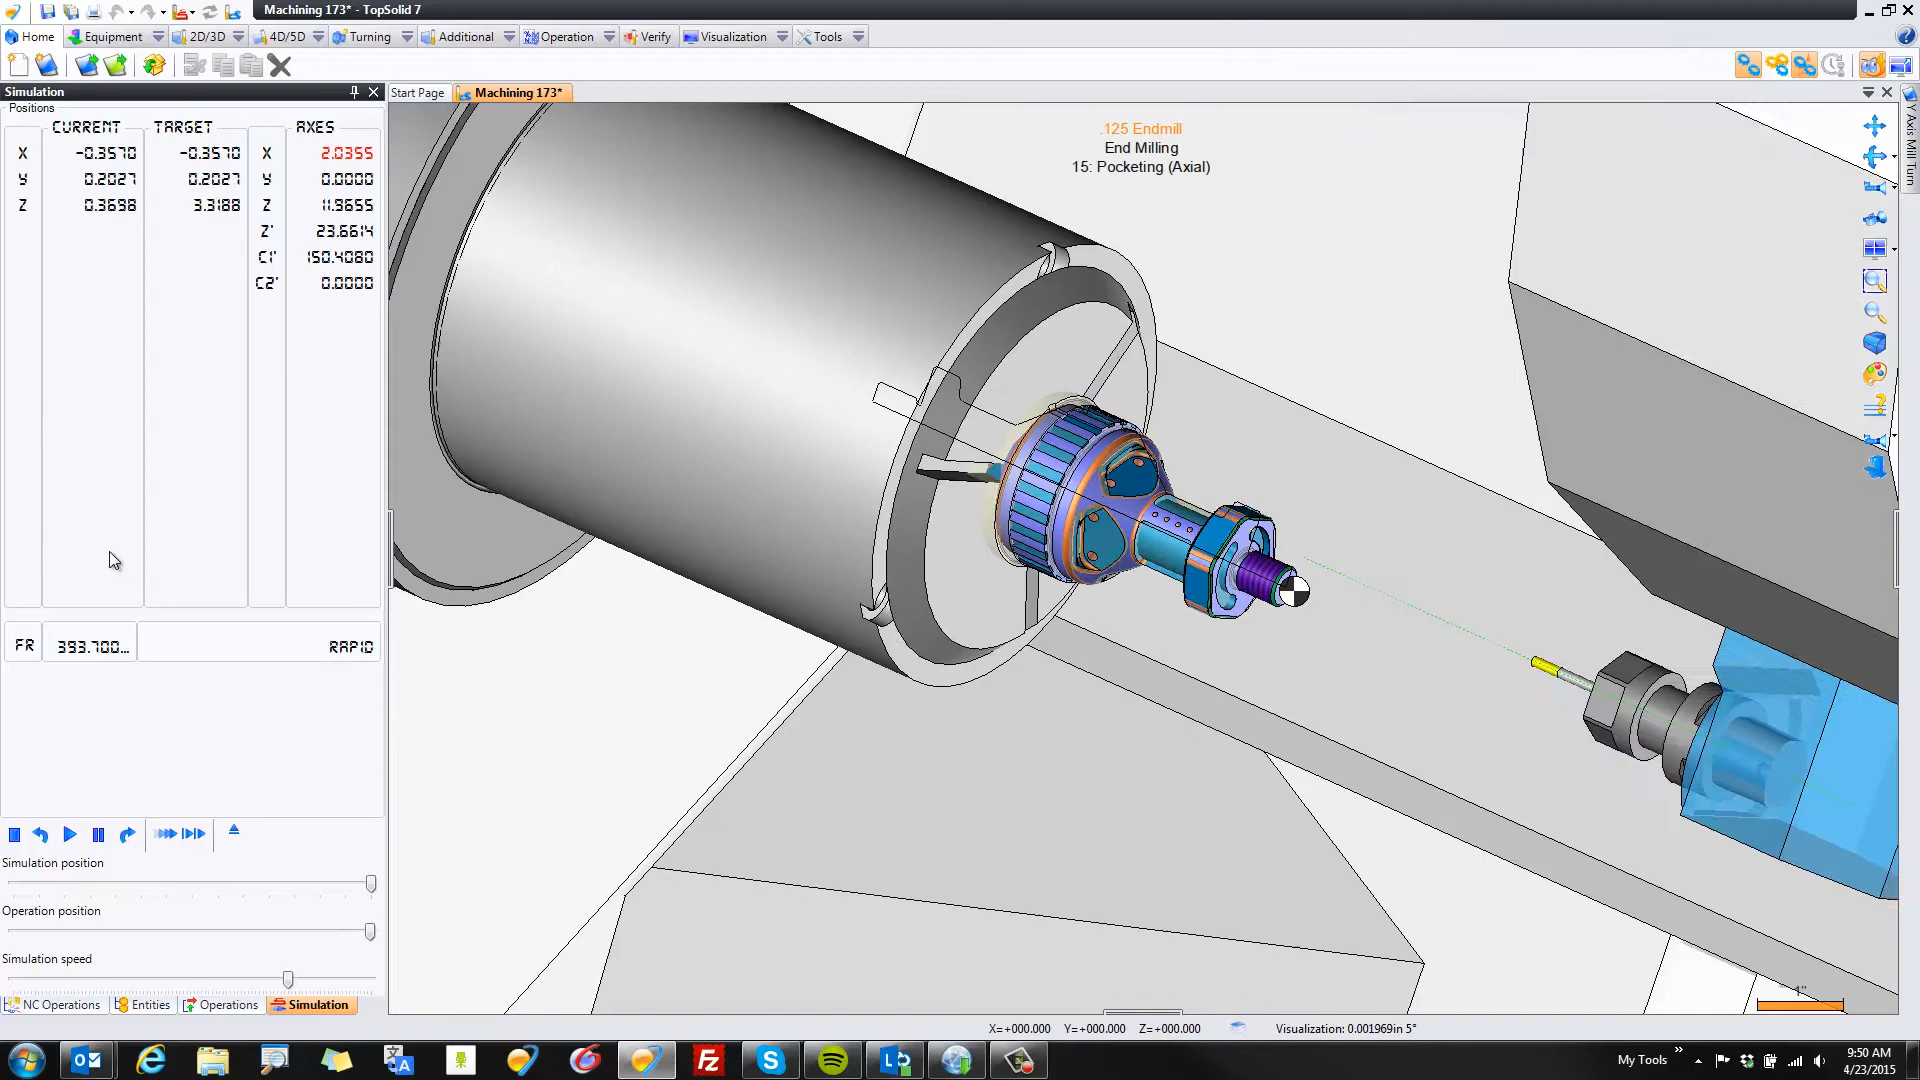 Machining 173* - TopSolid 7
Home Equipment 2D/3D 4D/5D Turning Additional Operation Verify Visualization Tools
Simulation
Start Page Machining 173*
Positions
CURRENT TARGET AXES
X -0.3570 -0.3570 X 2.0355
Y 0.2027 0.2027 Y 0.0000
Z 0.3698 3.3188 Z 11.9655
Z' 23.6614
C1' 150.4080
C2' 0.0000
.125 Endmill
End Milling
15: Pocketing (Axial)
Y Axis Mill Turn
FR 393.700... RAPID
Simulation position
Operation position
Simulation speed
NC Operations Entities Operations Simulation
1"
X=+000.000 Y=+000.000 Z=+000.000 Visualization: 0.001969in 5°
My Tools
9:50 AM
4/23/2015